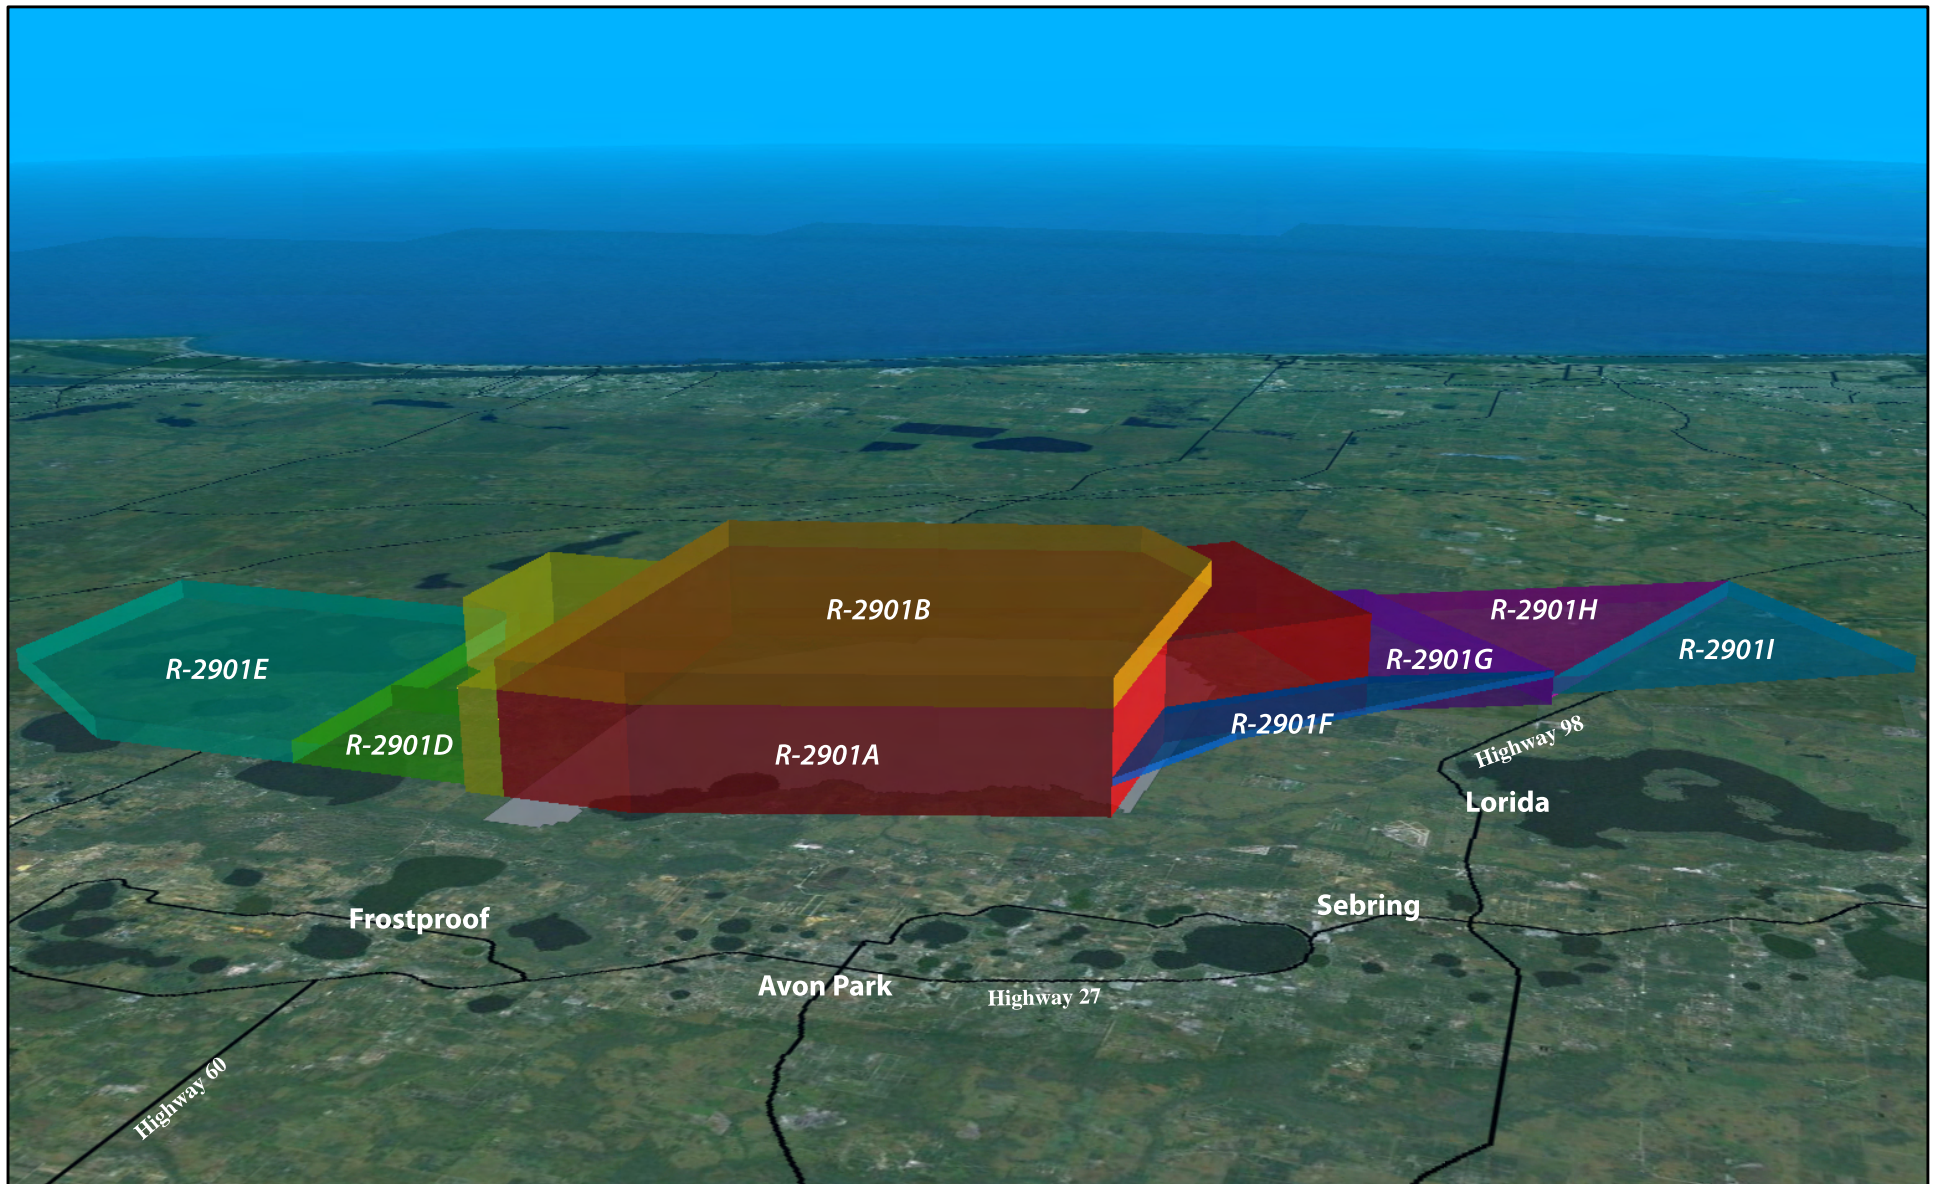 R-2901B
R-2901H
R-2901I
R-2901G
R-2901E
R-2901F
R-2901D
R-2901A
Highway 98
Lorida
Sebring
Frostproof
Avon Park
Highway 27
Highway 60